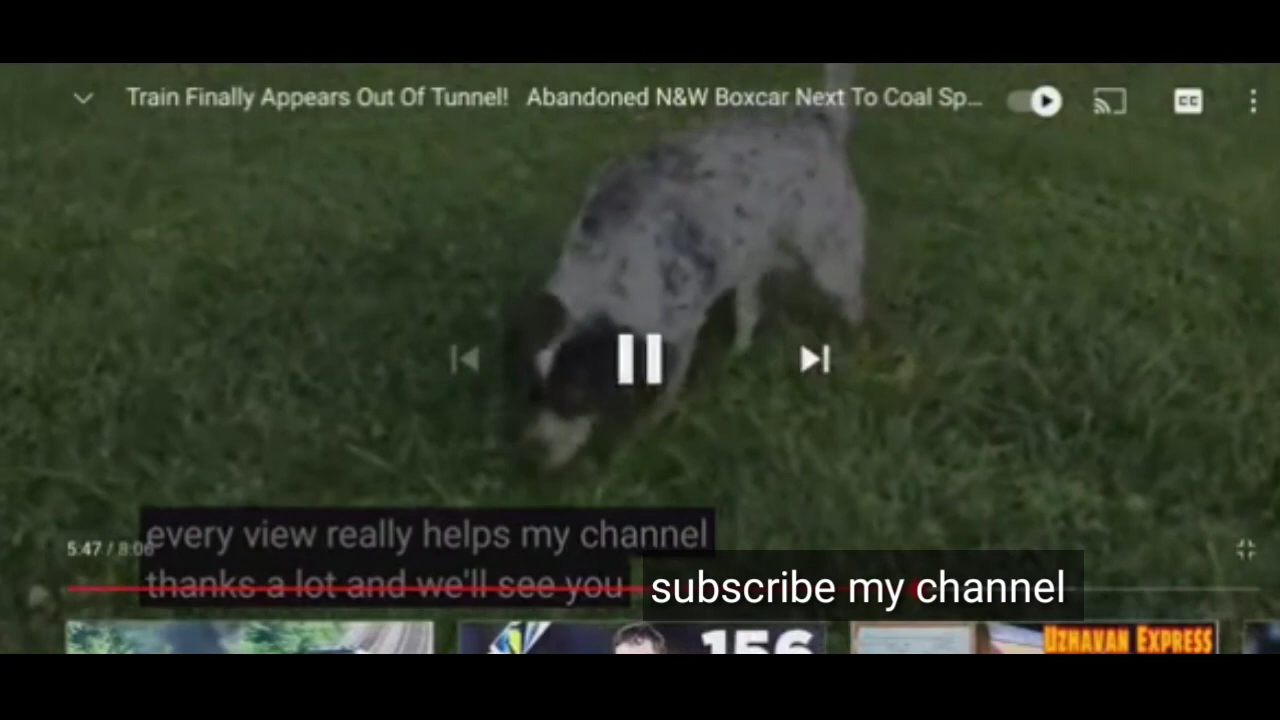 Train Finally Appears Out Of Tunnel! Abandoned N&W Boxcar Next To Coal Sp...
CC
every view really helps my channel
5:47 / 8:06
thanks a lot and we'll see you
subscribe my channel
156
UZHAVAN EXPRESS